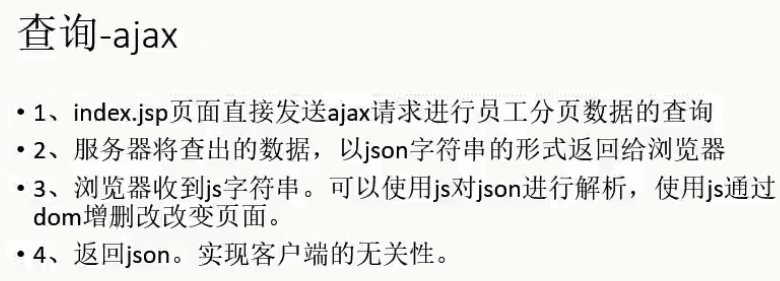 查询-ajax
• 1、index.jsp页面直接发送ajax请求进行员工分页数据的查询
• 2、服务器将查出的数据，以json字符串的形式返回给浏览器
• 3、浏览器收到js字符串。可以使用js对json进行解析，使用js通过
dom增删改改变页面。
• 4、返回json。实现客户端的无关性。